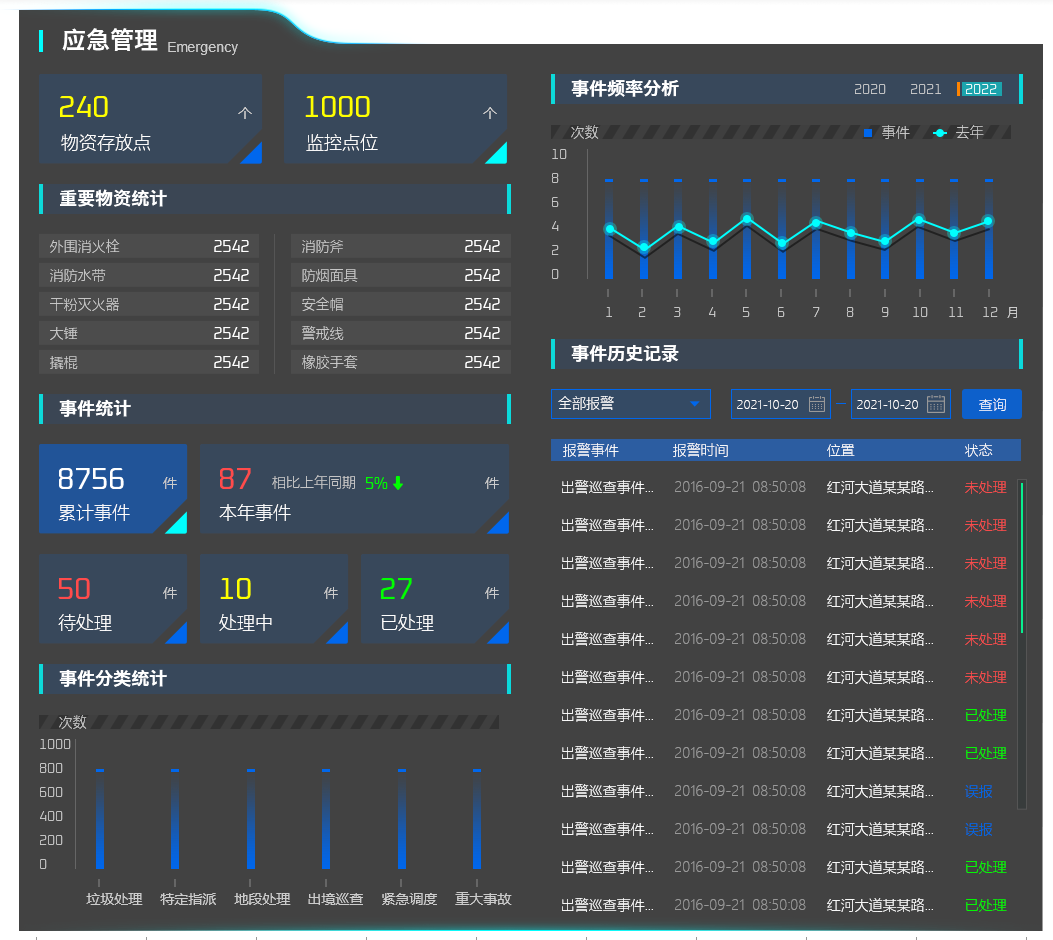 应急管理 Emergency
240 个
物资存放点
1000 个
监控点位
重要物资统计
外围消火栓 2542 消防斧 2542
消防水带 2542 防烟面具 2542
干粉灭火器 2542 安全帽 2542
大锤 2542 警戒线 2542
撬棍 2542 橡胶手套 2542
事件统计
8756 件
累计事件
87 相比上年同期 5% 件
本年事件
50 件
待处理
10 件
处理中
27 件
已处理
事件分类统计
次数
1000
800
600
400
200
0
垃圾处理 特定指派 地段处理 出境巡查 紧急调度 重大事故
事件频率分析 2020 2021 2022
次数 事件 去年
10
8
6
4
2
0
1 2 3 4 5 6 7 8 9 10 11 12 月
事件历史记录
全部报警 2021-10-20 2021-10-20 查询
报警事件 报警时间 位置 状态
出警巡查事件... 2016-09-21 08:50:08 红河大道某某路... 未处理
出警巡查事件... 2016-09-21 08:50:08 红河大道某某路... 未处理
出警巡查事件... 2016-09-21 08:50:08 红河大道某某路... 未处理
出警巡查事件... 2016-09-21 08:50:08 红河大道某某路... 未处理
出警巡查事件... 2016-09-21 08:50:08 红河大道某某路... 未处理
出警巡查事件... 2016-09-21 08:50:08 红河大道某某路... 未处理
出警巡查事件... 2016-09-21 08:50:08 红河大道某某路... 已处理
出警巡查事件... 2016-09-21 08:50:08 红河大道某某路... 已处理
出警巡查事件... 2016-09-21 08:50:08 红河大道某某路... 误报
出警巡查事件... 2016-09-21 08:50:08 红河大道某某路... 误报
出警巡查事件... 2016-09-21 08:50:08 红河大道某某路... 已处理
出警巡查事件... 2016-09-21 08:50:08 红河大道某某路... 已处理